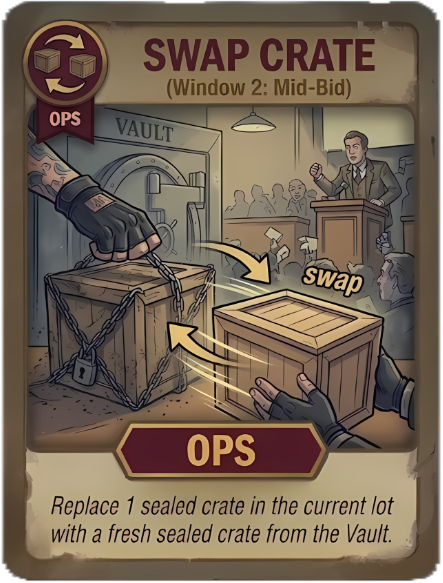 SWAP CRATE
(Window 2: Mid-Bid)
OPS
VAULT
swap
OPS
Replace 1 sealed crate in the current lot
with a fresh sealed crate from the Vault.